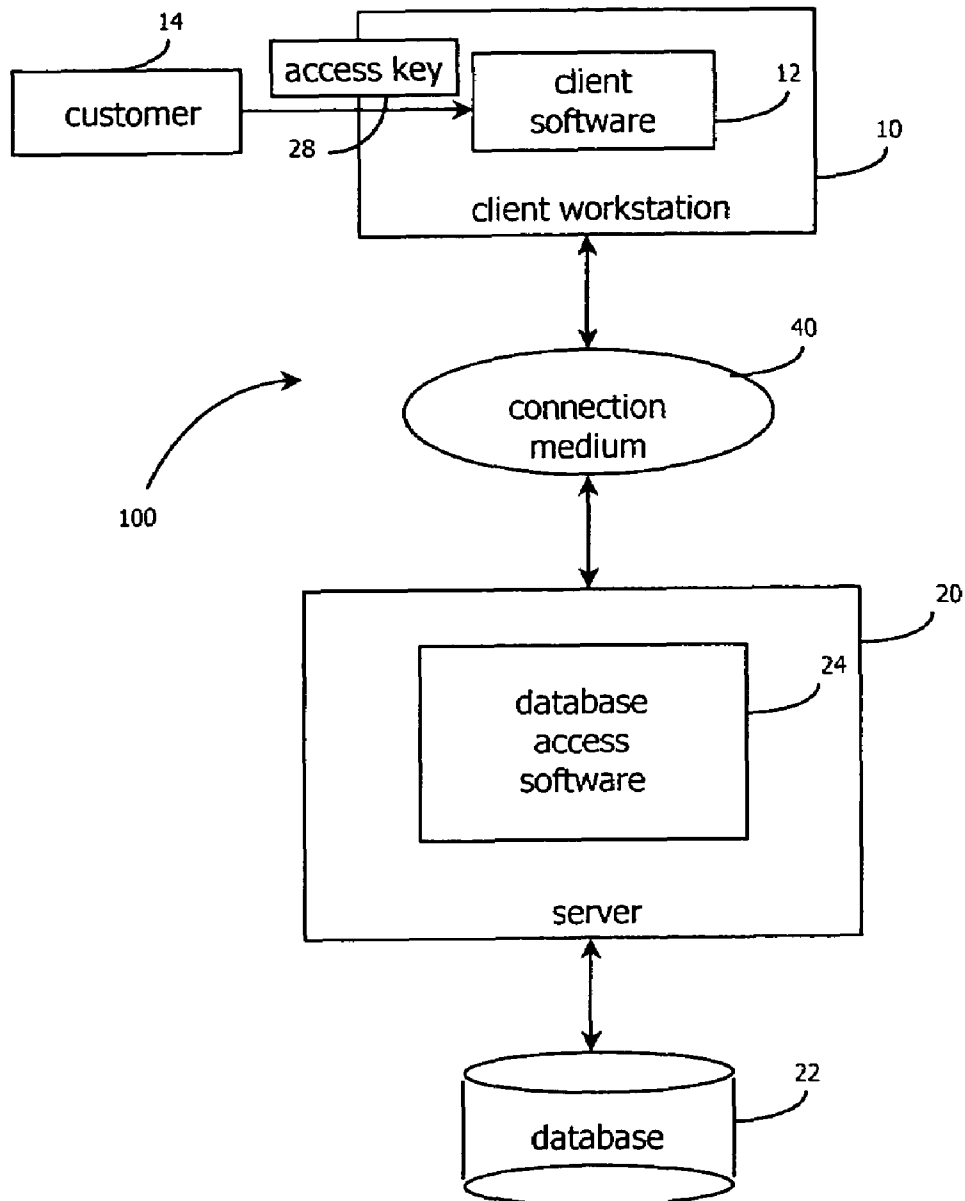 14
access key
customer
28
client
software
12
10
client workstation
40
connection
medium
100
20
24
database
access
software
server
22
database